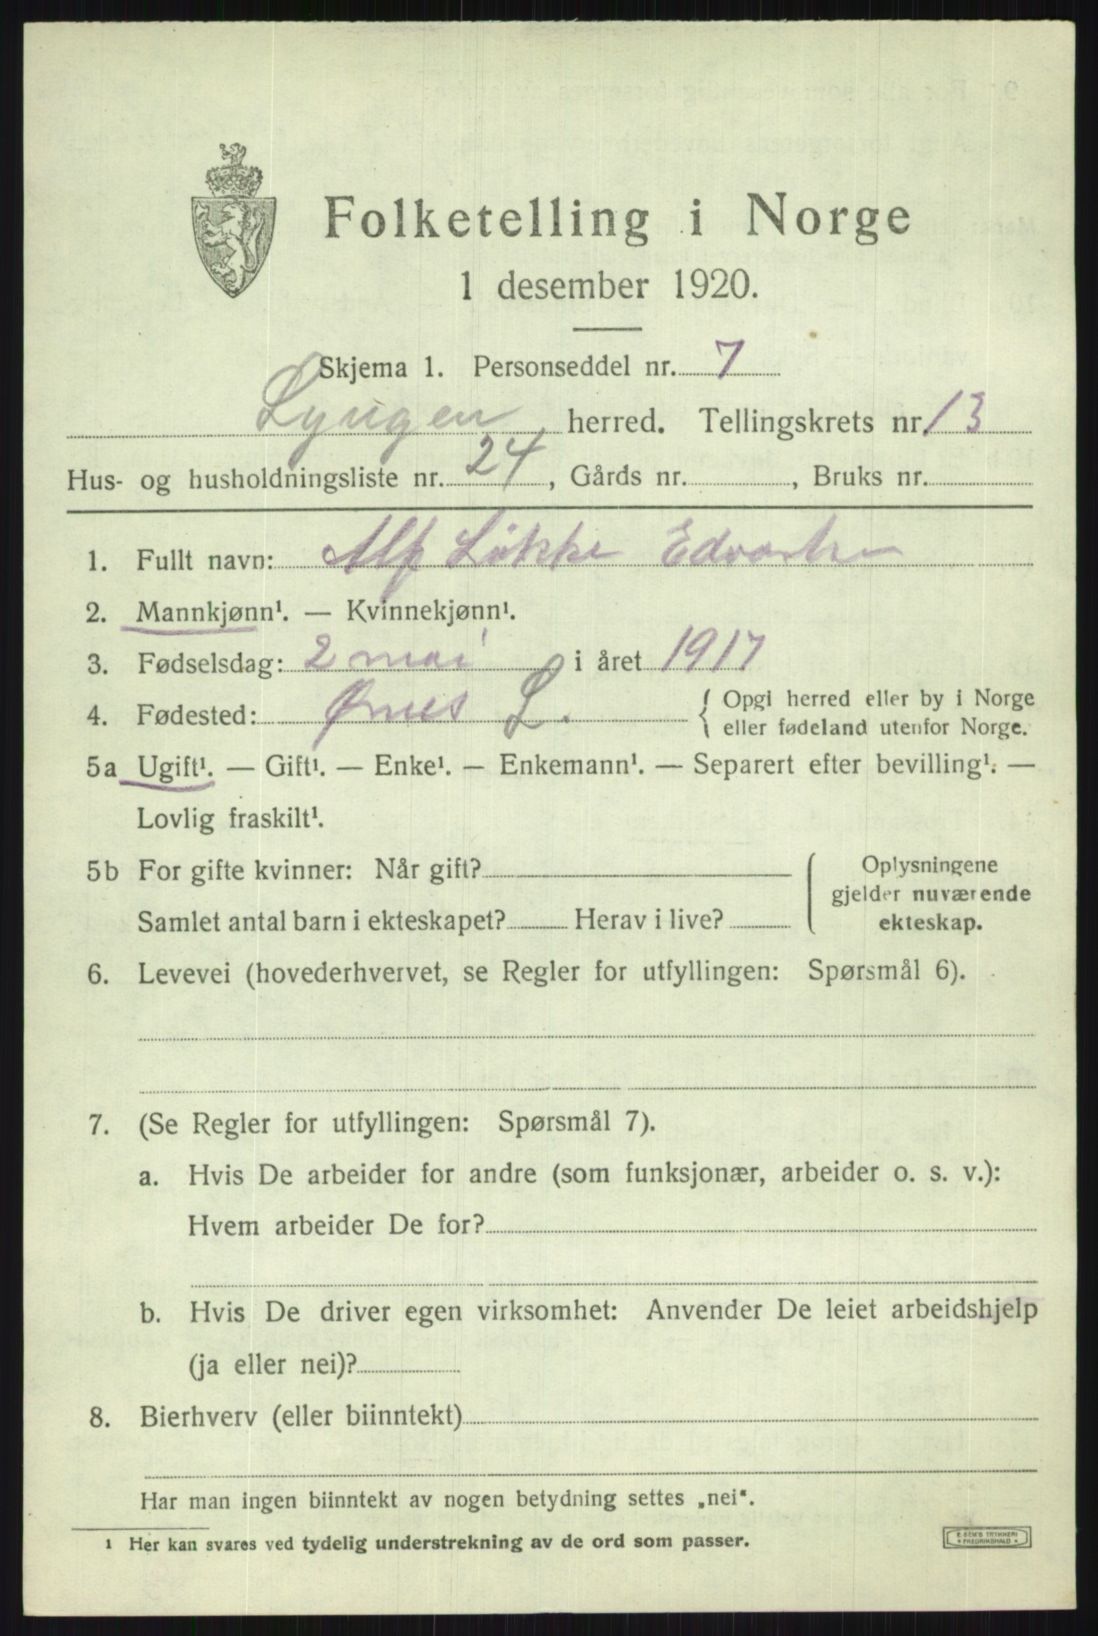 Folketelling i Norge
1 desember 1920.
Skjema 1. Personseddel nr. 7
Lyngen herred. Tellingskrets nr. 13
Hus- og husholdningsliste nr. 24, Gårds nr. , Bruks nr.
1. Fullt navn: Alf Løkke
2. Mannkjønn¹. — Kvinnekjønn¹.
3. Fødselsdag: 2 mai i året 1917
4. Fødested: L. { Opgi herred eller by i Norge
eller fødeland utenfor Norge.
5a Ugift¹. — Gift¹. — Enke¹. — Enkemann¹. — Separert efter bevilling¹. —
Lovlig fraskilt¹.
5b For gifte kvinner: Når gift?
Samlet antal barn i ekteskapet? Herav i live?
Oplysningene
gjelder nuværende
ekteskap.
6. Levevei (hovederhvervet, se Regler for utfyllingen: Spørsmål 6).
7. (Se Regler for utfyllingen: Spørsmål 7).
a. Hvis De arbeider for andre (som funksjonær, arbeider o. s. v.):
Hvem arbeider De for?
b. Hvis De driver egen virksomhet: Anvender De leiet arbeidshjelp
(ja eller nei)?
8. Bierhverv (eller biinntekt)
Har man ingen biinntekt av nogen betydning settes „nei".
¹ Her kan svares ved tydelig understrekning av de ord som passer.
E. SEM'S TRYKKERI
FREDRIKSHALD